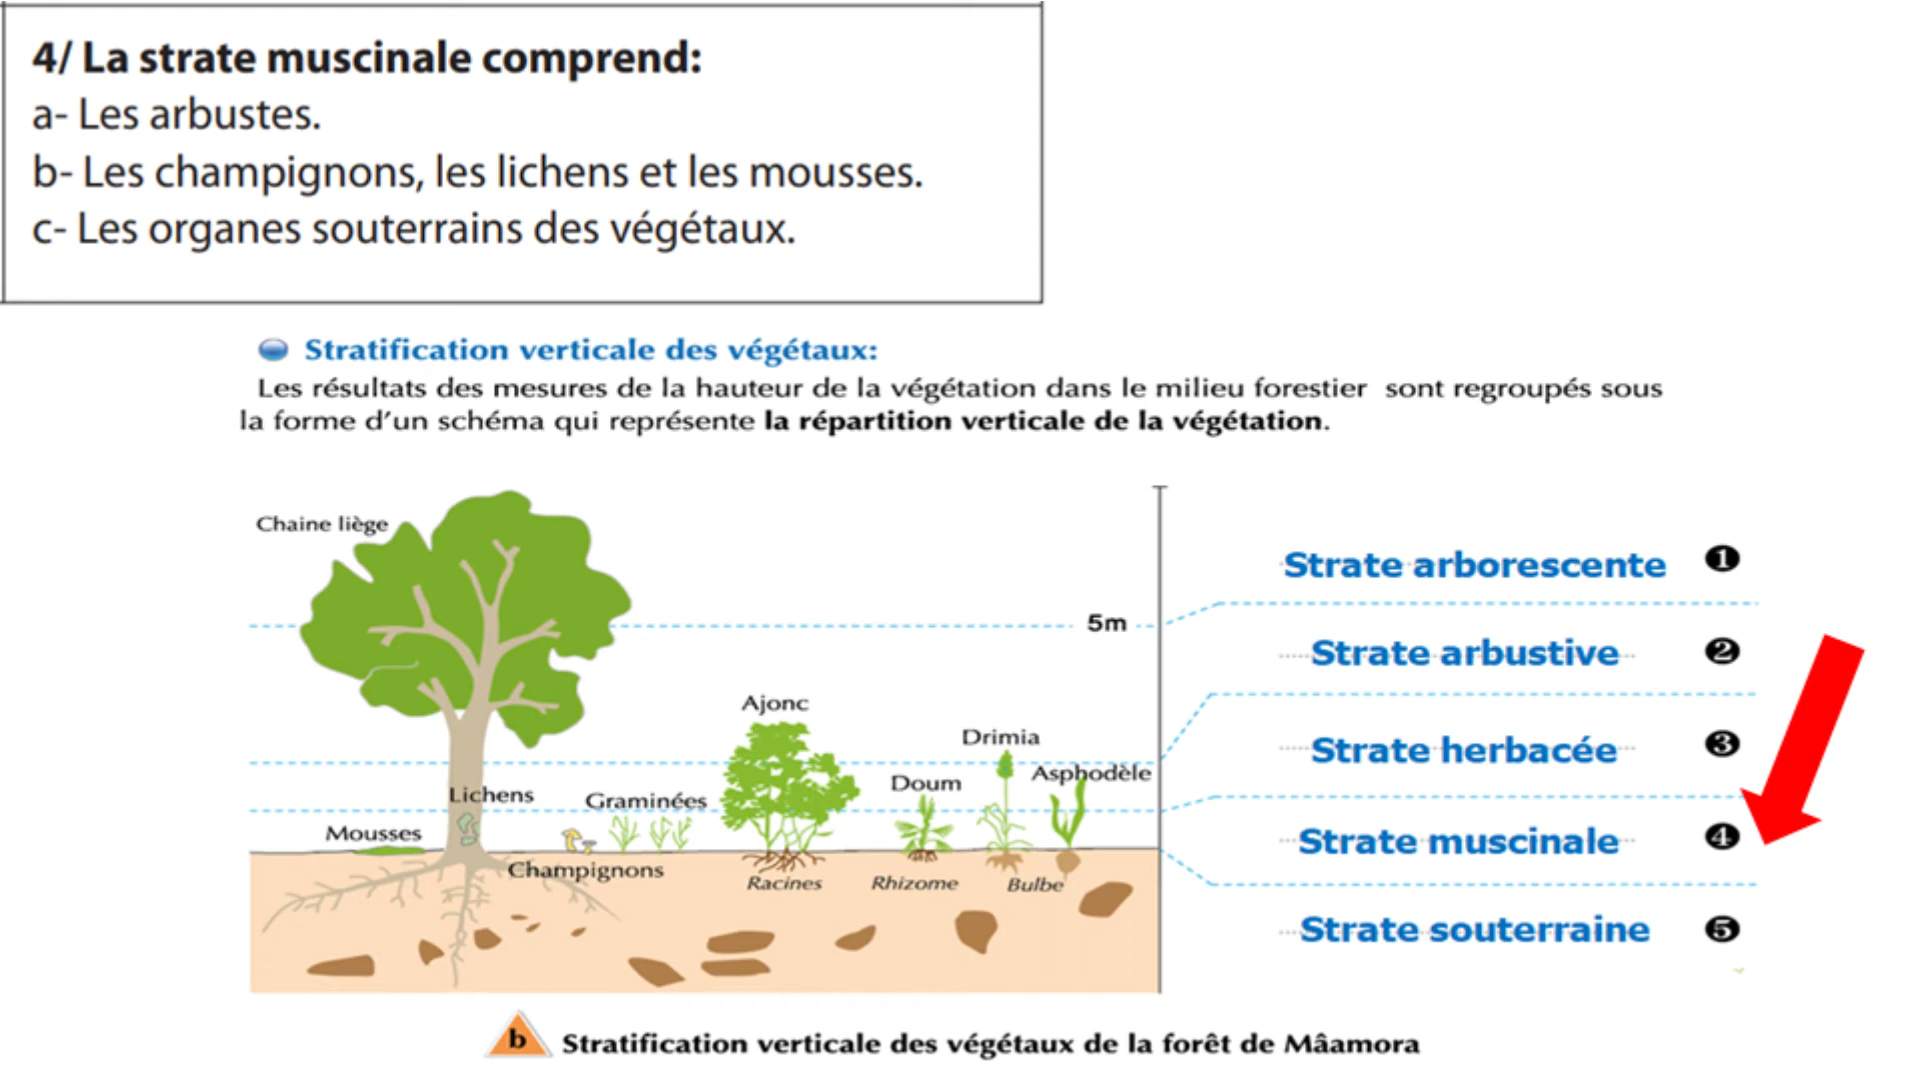 4/ La strate muscinale comprend:
a- Les arbustes.
b- Les champignons, les lichens et les mousses.
c- Les organes souterrains des végétaux.
Stratification verticale des végétaux:
Les résultats des mesures de la hauteur de la végétation dans le milieu forestier sont regroupés sous
la forme d'un schéma qui représente la répartition verticale de la végétation.
Chaine liège
Strate arborescente ❶
5m
Strate arbustive ❷
Ajonc
Drimia
Strate herbacée ❸
Asphodèle
Doum
Lichens
Graminées
Mousses
Strate muscinale ❹
Champignons
Racines
Rhizome
Bulbe
Strate souterraine ❺
b Stratification verticale des végétaux de la forêt de Mâamora